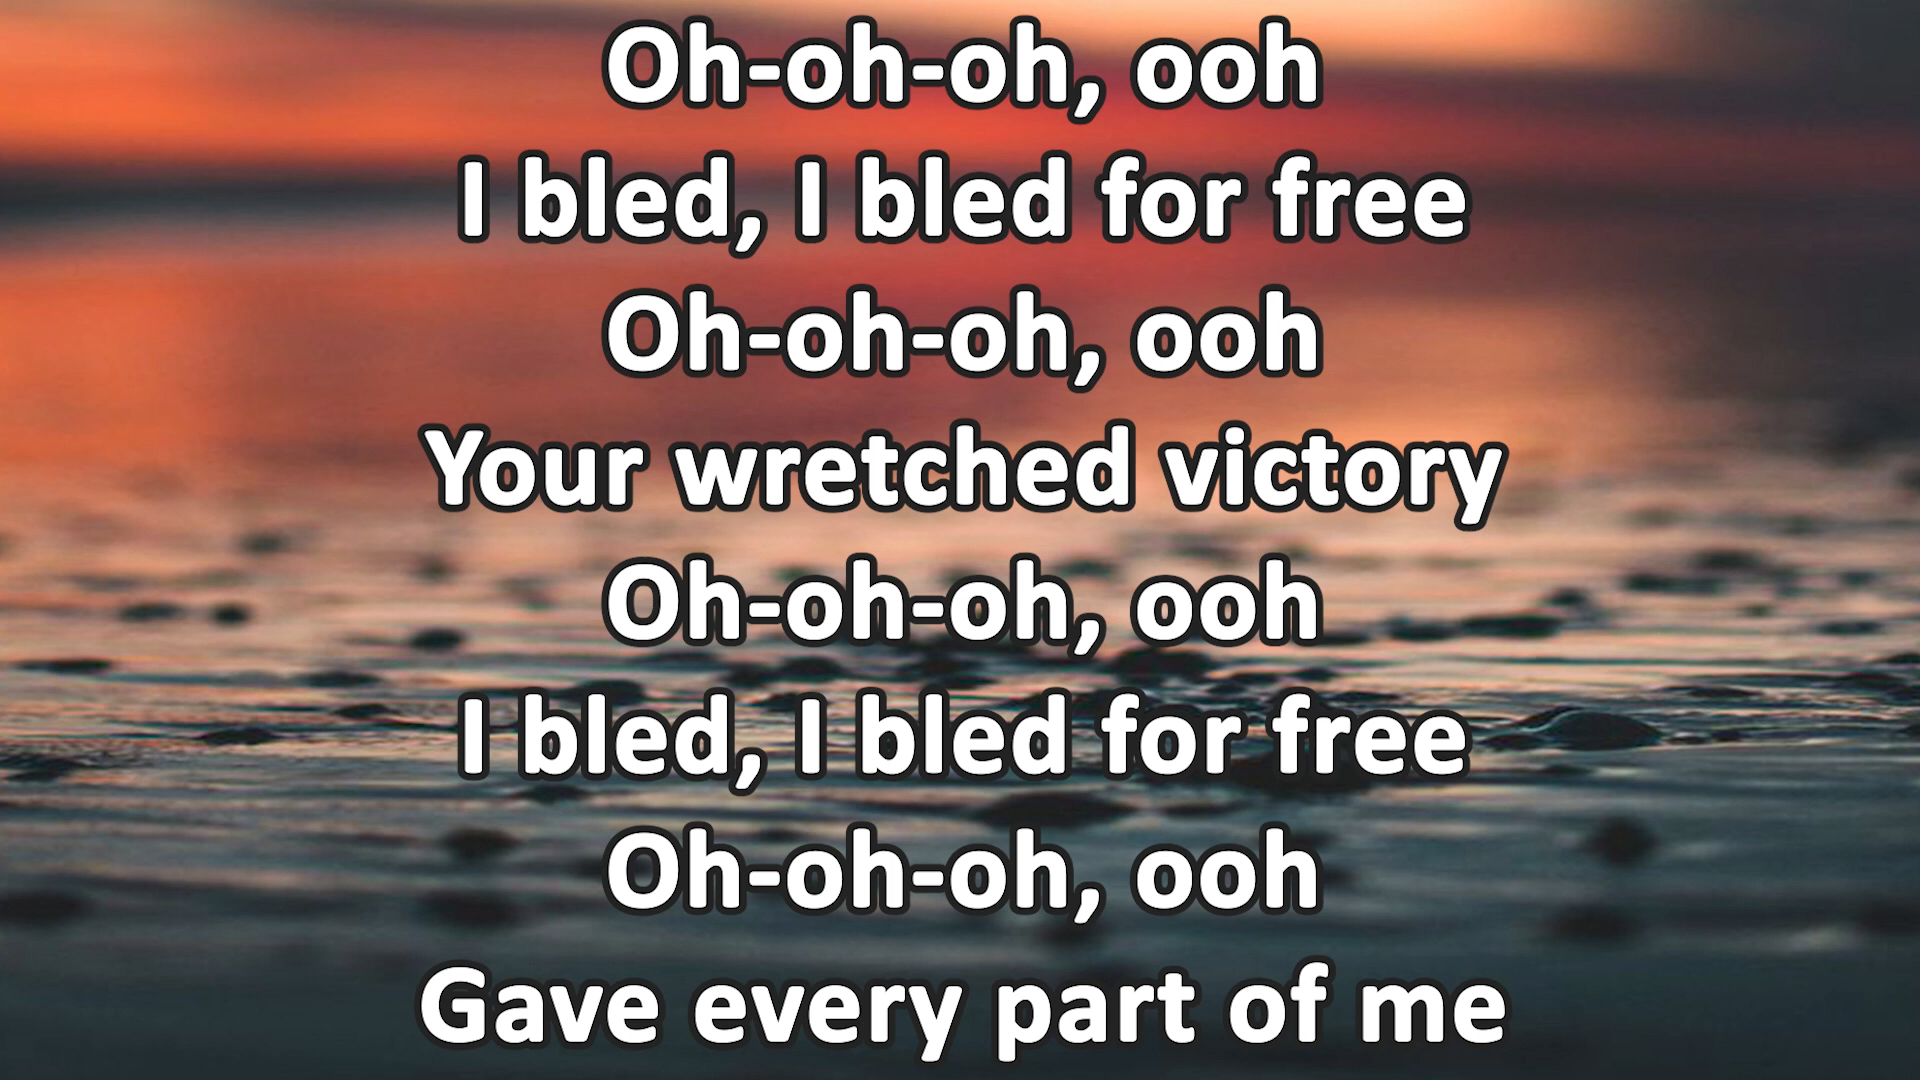 Oh-oh-oh, ooh
I bled, I bled for free
Oh-oh-oh, ooh
Your wretched victory
Oh-oh-oh, ooh
I bled, I bled for free
Oh-oh-oh, ooh
Gave every part of me